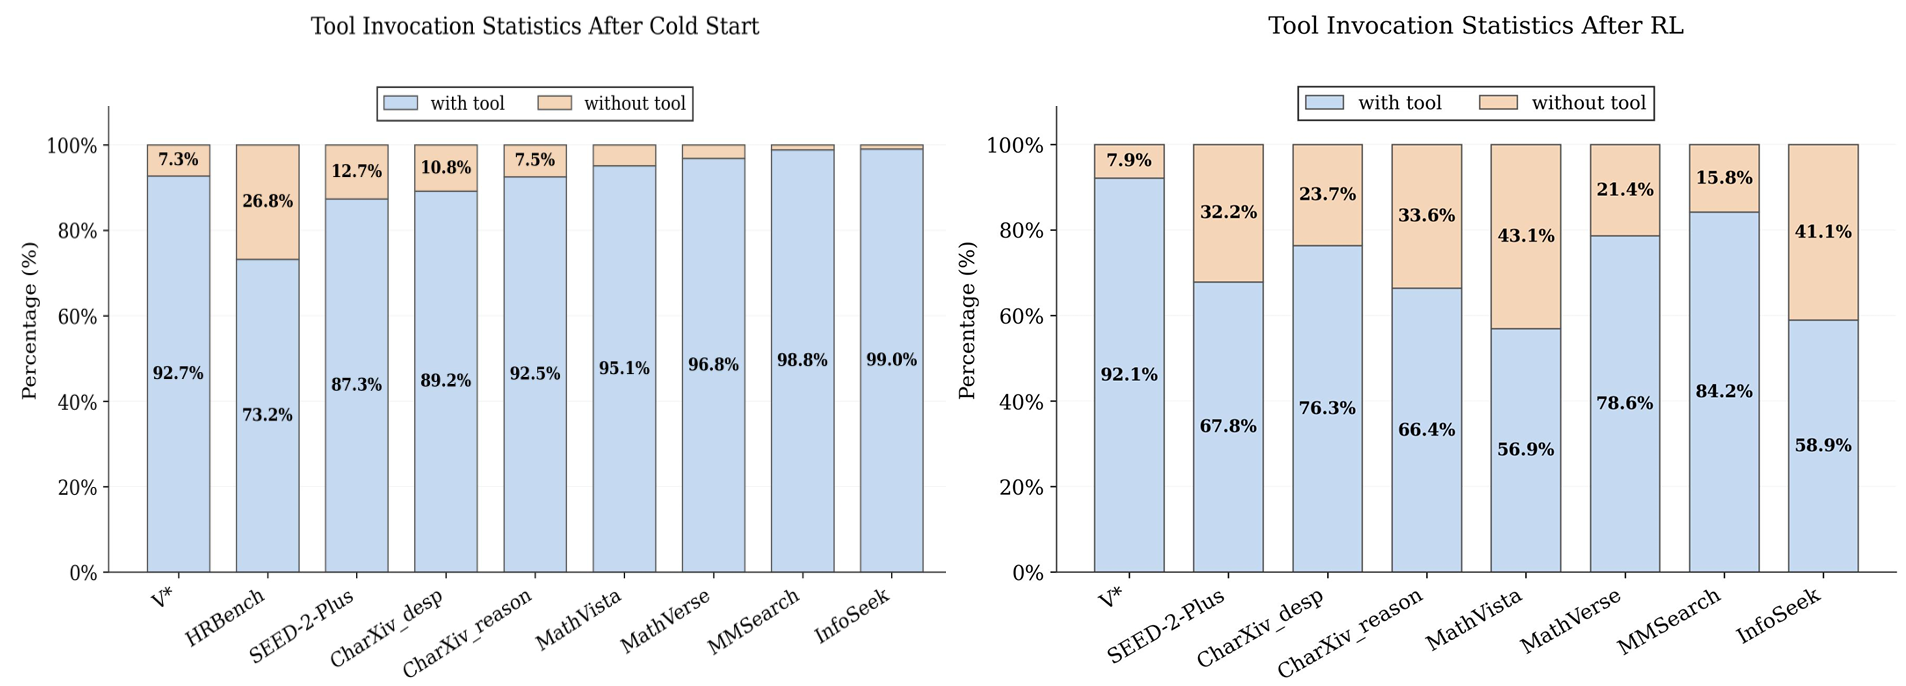 Tool Invocation Statistics After Cold Start
with tool without tool
Percentage (%)
100%
80%
60%
40%
20%
0%
7.3%
26.8%
12.7%
10.8%
7.5%
92.7%
73.2%
87.3%
89.2%
92.5%
95.1%
96.8%
98.8%
99.0%
V*
HRBench
SEED-2-Plus
CharXiv_desp
CharXiv_reason
MathVista
MathVerse
MMSearch
InfoSeek
Tool Invocation Statistics After RL
with tool without tool
Percentage (%)
100%
80%
60%
40%
20%
0%
7.9%
32.2%
23.7%
33.6%
43.1%
21.4%
15.8%
41.1%
92.1%
67.8%
76.3%
66.4%
56.9%
78.6%
84.2%
58.9%
V*
SEED-2-Plus
CharXiv_desp
CharXiv_reason
MathVista
MathVerse
MMSearch
InfoSeek